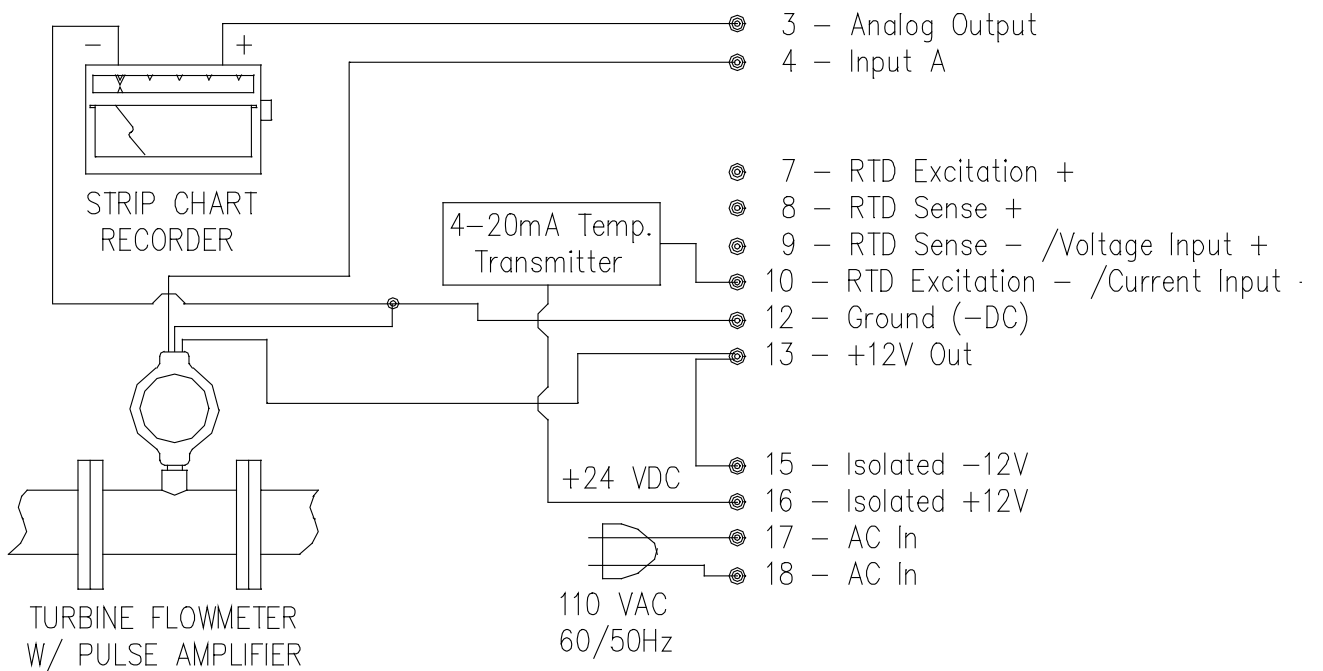 3 – Analog Output
4 – Input A
– +
STRIP CHART
RECORDER
7 – RTD Excitation +
8 – RTD Sense +
9 – RTD Sense – /Voltage Input +
10 – RTD Excitation – /Current Input
12 – Ground (–DC)
13 – +12V Out
4–20mA Temp.
Transmitter
15 – Isolated –12V
16 – Isolated +12V
17 – AC In
18 – AC In
+24 VDC
110 VAC
60/50Hz
TURBINE FLOWMETER
W/ PULSE AMPLIFIER